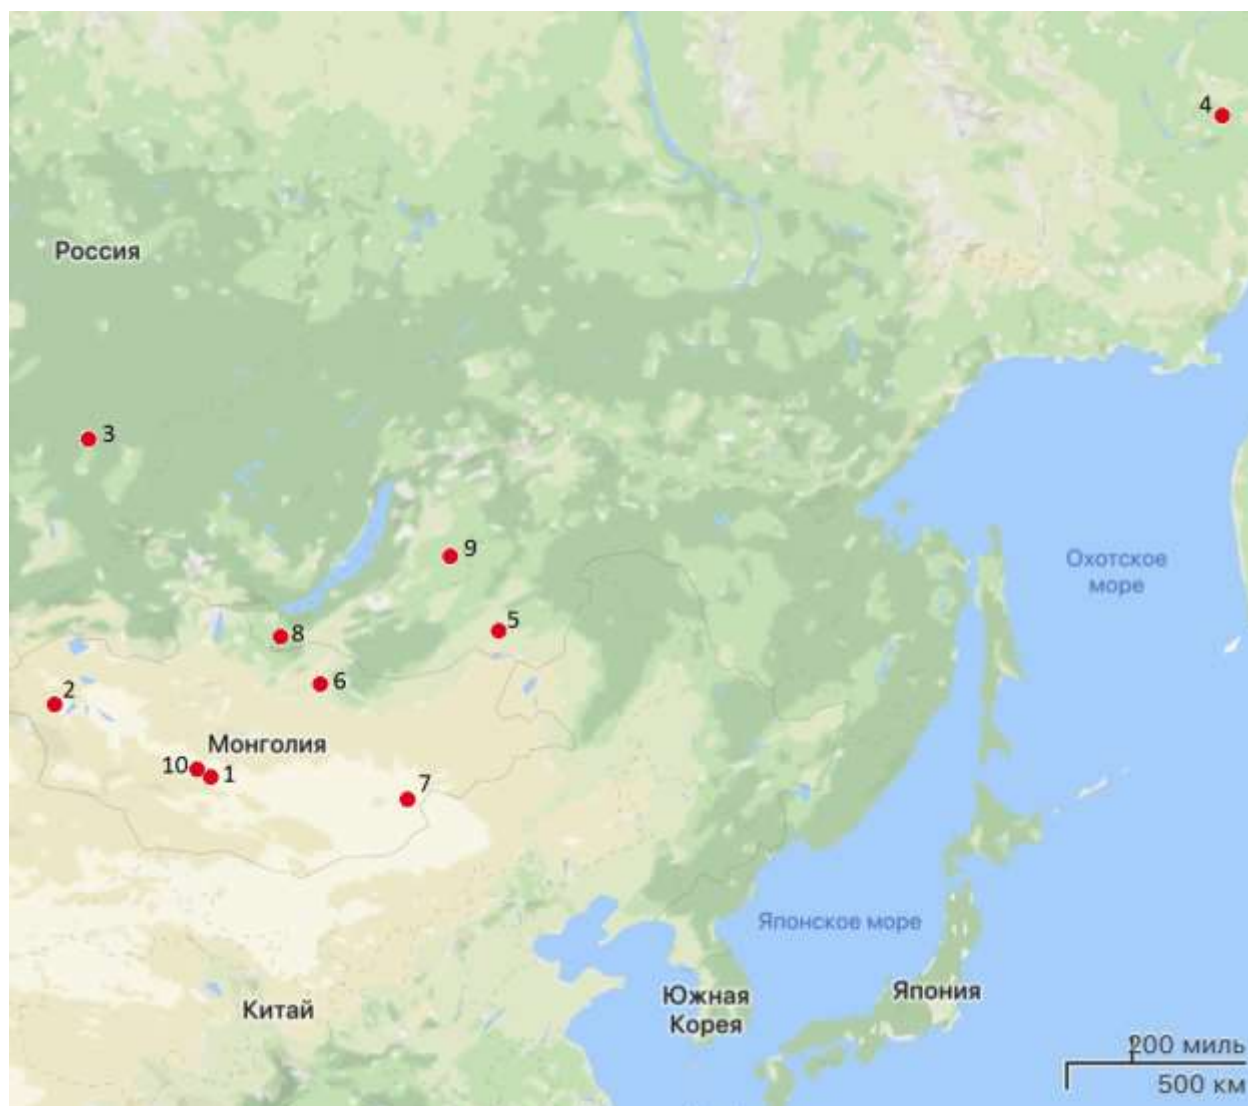 4
Россия
3
9
Охотское
море
5
8
6
2
Монголия
10
1
7
Японское море
Япония
Южная
Корея
Китай
200 миль
500 км